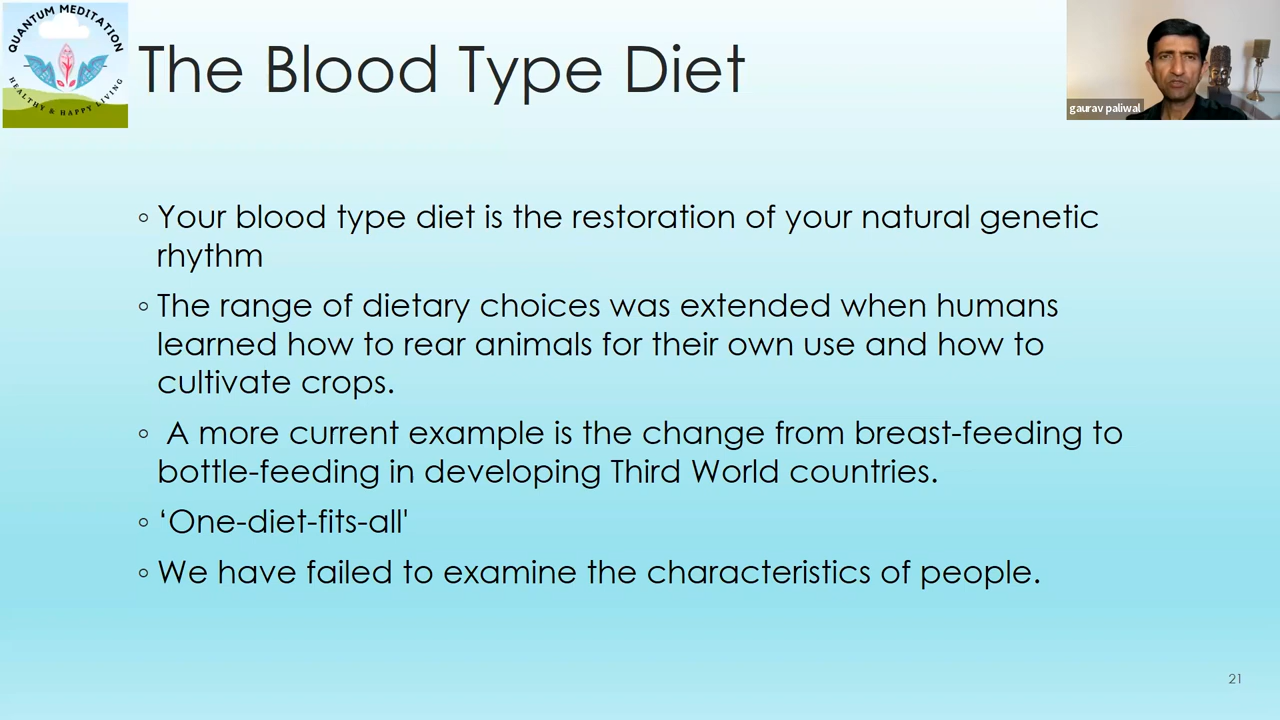 QUANTUM MEDITATION
HEALTHY & HAPPY LIVING
The Blood Type Diet
gaurav paliwal
◦ Your blood type diet is the restoration of your natural genetic
rhythm
◦ The range of dietary choices was extended when humans
learned how to rear animals for their own use and how to
cultivate crops.
◦ A more current example is the change from breast-feeding to
bottle-feeding in developing Third World countries.
◦ ‘One-diet-fits-all'
◦ We have failed to examine the characteristics of people.
21